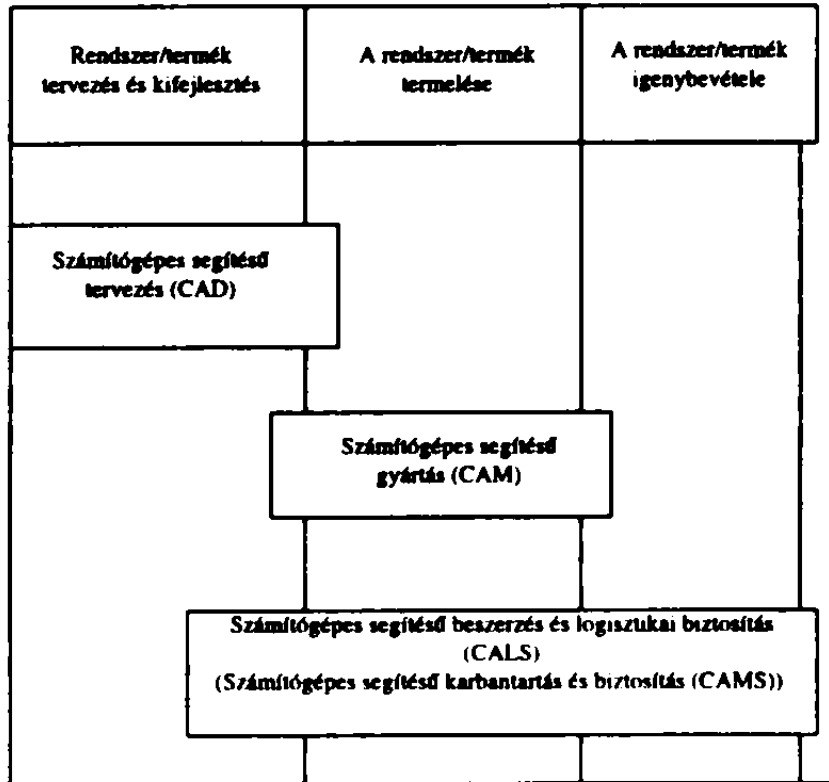 Rendszer/termék
tervezés és kifejlesztés
A rendszer/termék
termelése
A rendszer/termék
igenybevétele
Számítógépes segítésű
tervezés (CAD)
Számítógépes segítésű
gyártás (CAM)
Számítógépes segítésű beszerzés és logisztukai biztosítás
(CALS)
(Számítógépes segítésű karbantartás és biztosítás (CAMS))